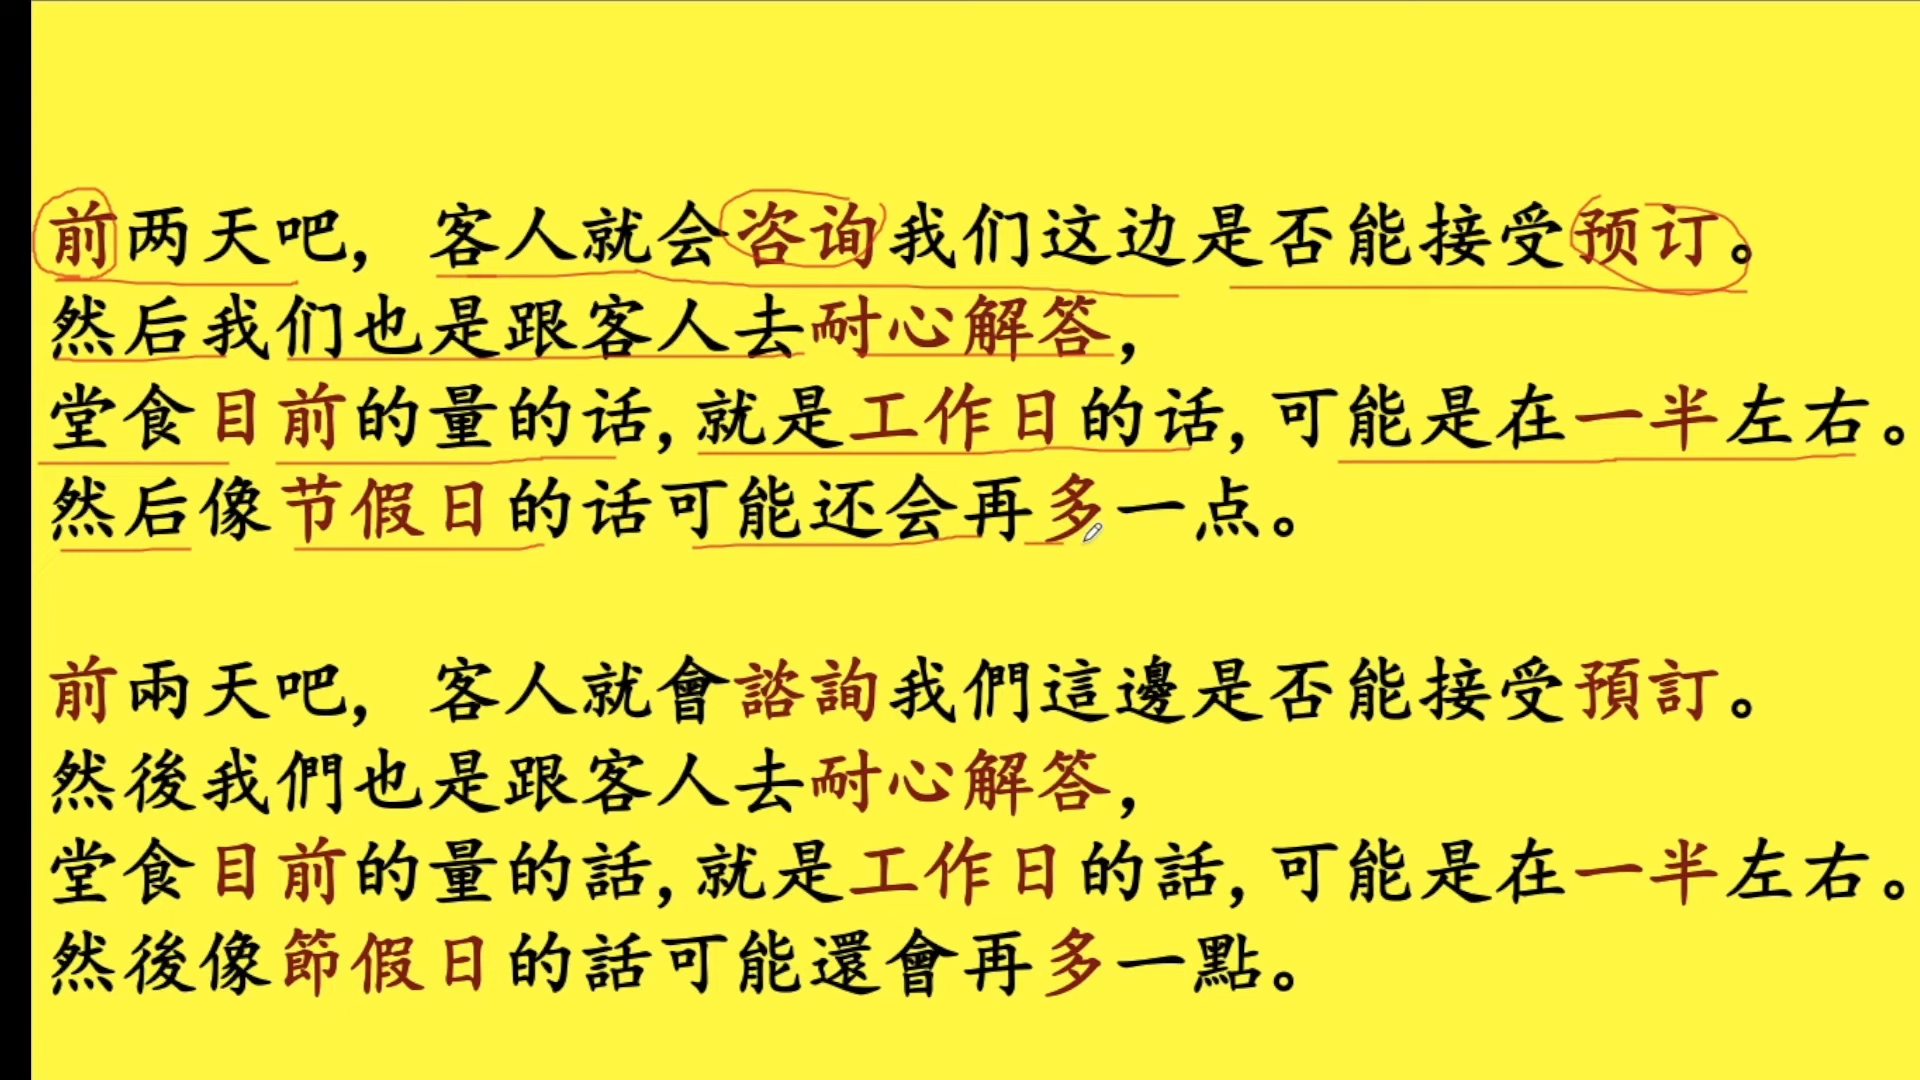 前两天吧，客人就会咨询我们这边是否能接受预订。
然后我们也是跟客人去耐心解答，
堂食目前的量的话，就是工作日的话，可能是在一半左右。
然后像节假日的话可能还会再多一点。
前兩天吧，客人就會諮詢我們這邊是否能接受預訂。
然後我們也是跟客人去耐心解答，
堂食目前的量的話，就是工作日的話，可能是在一半左右。
然後像節假日的話可能還會再多一點。